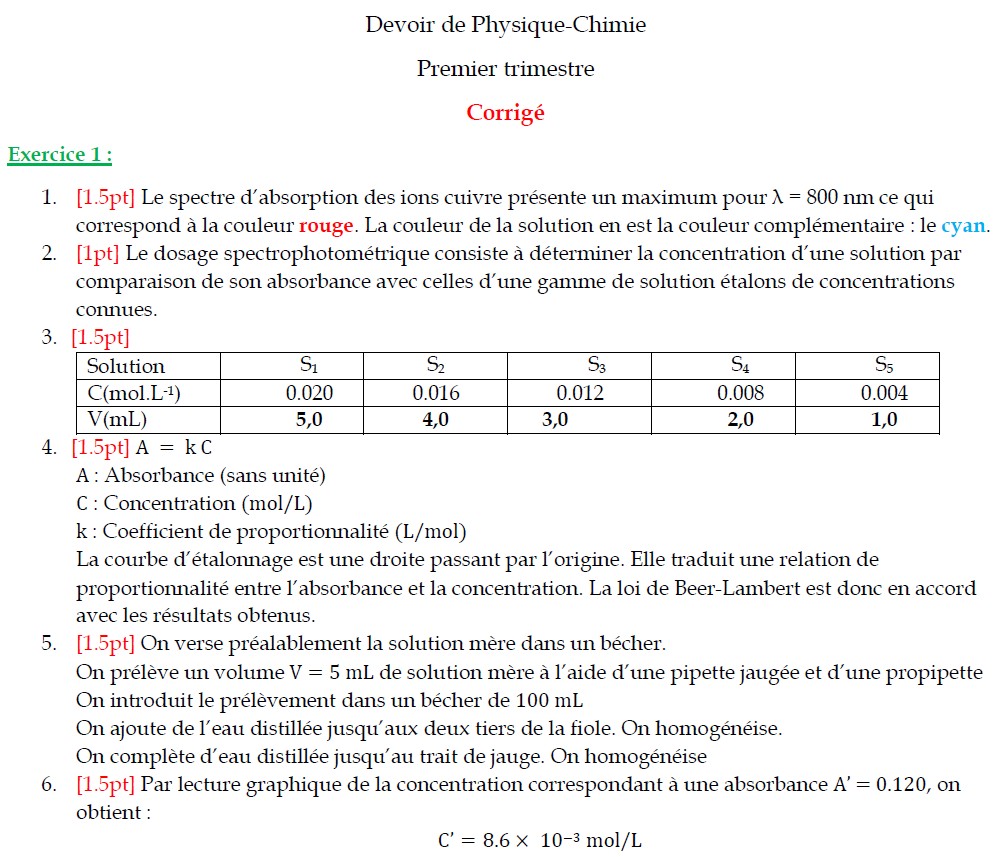 Devoir de Physique-Chimie
Premier trimestre
Corrigé
Exercice 1 :
1. [1.5pt] Le spectre d’absorption des ions cuivre présente un maximum pour λ = 800 nm ce qui
correspond à la couleur rouge. La couleur de la solution en est la couleur complémentaire : le cyan.
2. [1pt] Le dosage spectrophotométrique consiste à déterminer la concentration d’une solution par
comparaison de son absorbance avec celles d’une gamme de solution étalons de concentrations
connues.
3. [1.5pt]
Solution S₁ S₂ S₃ S₄ S₅
C(mol.L⁻¹) 0.020 0.016 0.012 0.008 0.004
V(mL) 5,0 4,0 3,0 2,0 1,0
4. [1.5pt] A = k C
A : Absorbance (sans unité)
C : Concentration (mol/L)
k : Coefficient de proportionnalité (L/mol)
La courbe d’étalonnage est une droite passant par l’origine. Elle traduit une relation de
proportionnalité entre l’absorbance et la concentration. La loi de Beer-Lambert est donc en accord
avec les résultats obtenus.
5. [1.5pt] On verse préalablement la solution mère dans un bécher.
On prélève un volume V = 5 mL de solution mère à l’aide d’une pipette jaugée et d’une propipette
On introduit le prélèvement dans un bécher de 100 mL
On ajoute de l’eau distillée jusqu’aux deux tiers de la fiole. On homogénéise.
On complète d’eau distillée jusqu’au trait de jauge. On homogénéise
6. [1.5pt] Par lecture graphique de la concentration correspondant à une absorbance A’ = 0.120, on
obtient :
C’ = 8.6 × 10⁻³ mol/L